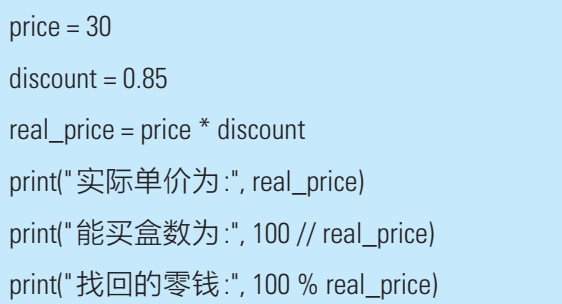 price = 30
discount = 0.85
real_price = price * discount
print("实际单价为:", real_price)
print("能买盒数为:", 100 // real_price)
print("找回的零钱:", 100 % real_price)